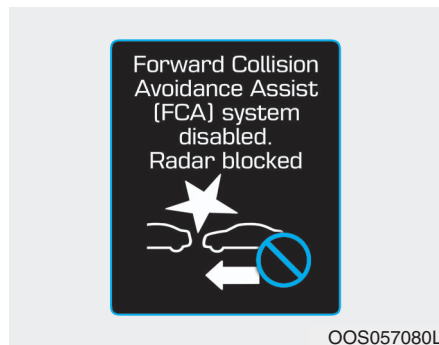 Forward Collision
Avoidance Assist
(FCA) system
disabled.
Radar blocked
OOS057080L